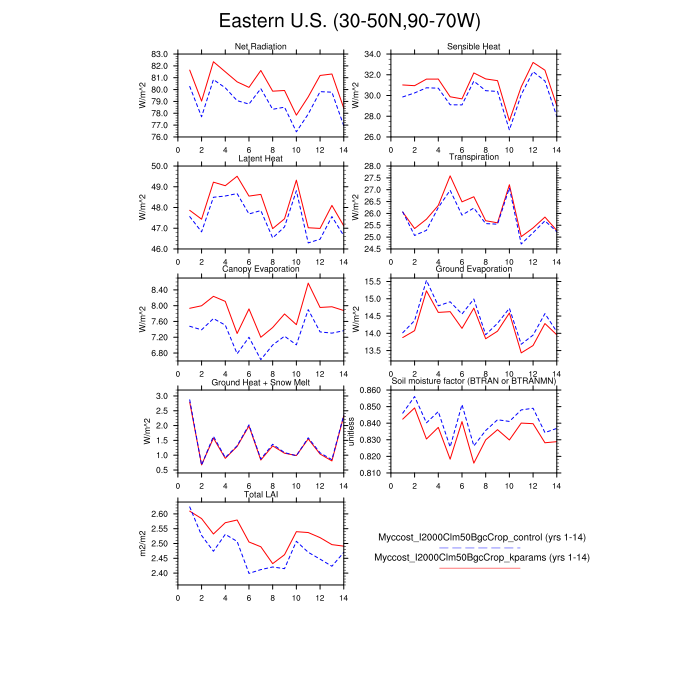 Eastern U.S. (30-50N,90-70W)
Net Radiation
W/m^2
83.0
82.0
81.0
80.0
79.0
78.0
77.0
76.0
0 2 4 6 8 10 12 14
Sensible Heat
W/m^2
34.0
32.0
30.0
28.0
26.0
0 2 4 6 8 10 12 14
Latent Heat
W/m^2
50.0
49.0
48.0
47.0
46.0
0 2 4 6 8 10 12 14
Transpiration
W/m^2
28.0
27.5
27.0
26.5
26.0
25.5
25.0
24.5
0 2 4 6 8 10 12 14
Canopy Evaporation
W/m^2
8.40
8.00
7.60
7.20
6.80
0 2 4 6 8 10 12 14
Ground Evaporation
W/m^2
15.5
15.0
14.5
14.0
13.5
0 2 4 6 8 10 12 14
Ground Heat + Snow Melt
W/m^2
3.0
2.5
2.0
1.5
1.0
0.5
0 2 4 6 8 10 12 14
Soil moisture factor (BTRAN or BTRANMN)
unitless
0.860
0.850
0.840
0.830
0.820
0.810
0 2 4 6 8 10 12 14
Total LAI
m2/m2
2.60
2.55
2.50
2.45
2.40
0 2 4 6 8 10 12 14
Myccost_I2000Clm50BgcCrop_control (yrs 1-14)
Myccost_I2000Clm50BgcCrop_kparams (yrs 1-14)